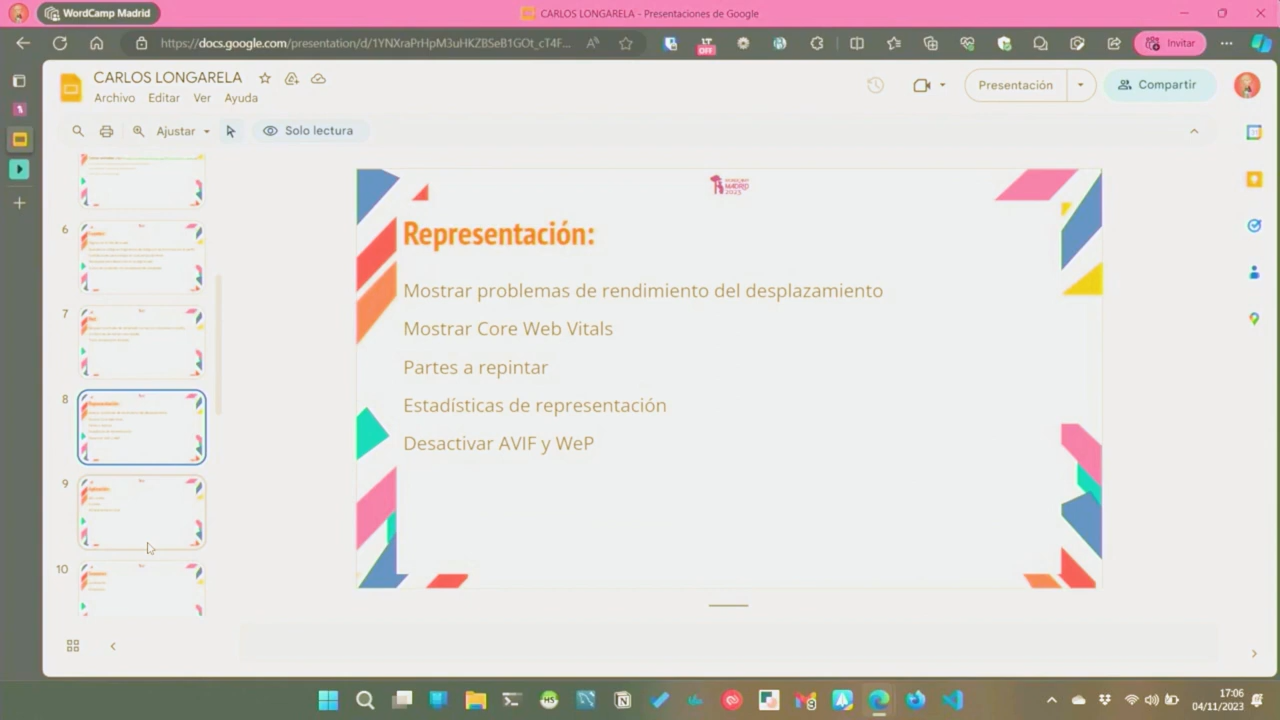 WordCamp Madrid
CARLOS LONGARELA - Presentaciones de Google
https://docs.google.com/presentation/d/1YNXraPrHpM3uHKZBSeB1GOt_cT4F...
Invitar
CARLOS LONGARELA
Archivo Editar Ver Ayuda
Presentación
Compartir
Ajustar
Solo lectura
MADRID
2023
Representación:
Mostrar problemas de rendimiento del desplazamiento
Mostrar Core Web Vitals
Partes a repintar
Estadísticas de representación
Desactivar AVIF y WeP
6
7
8
9
10
17:06
04/11/2023